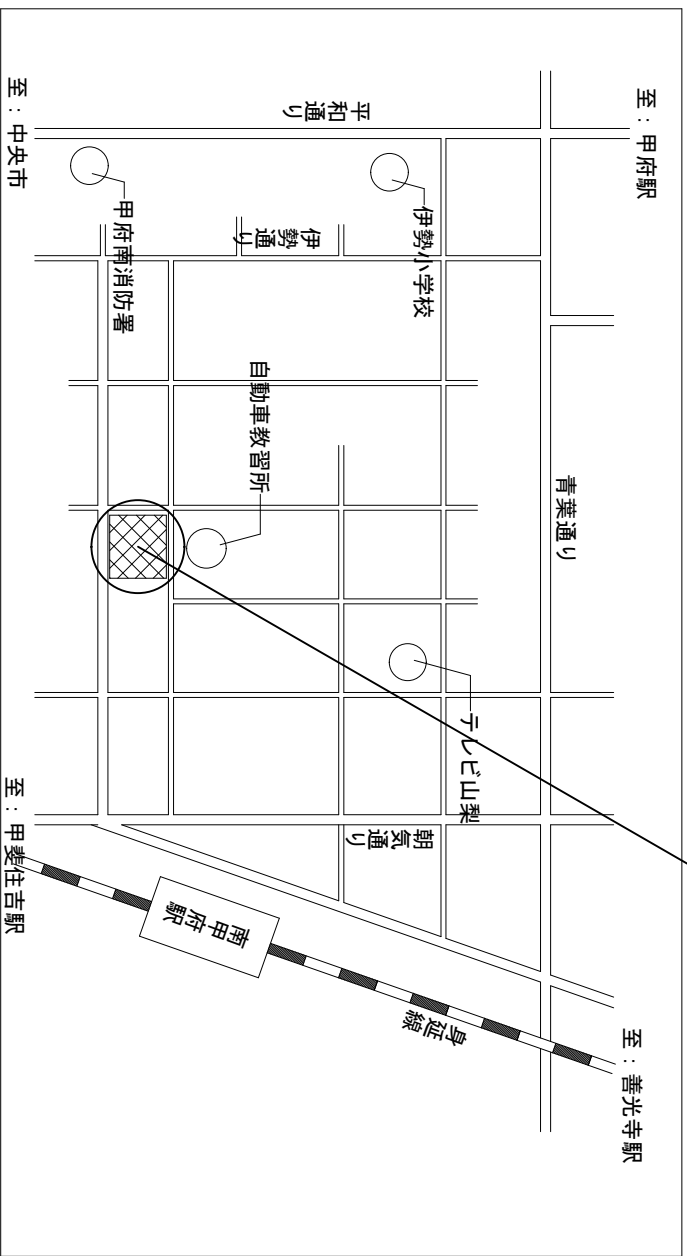 至：甲府駅
至：善光寺駅
青葉通り
平和通り
伊勢小学校
テレビ山梨
朝気通り
身延線
伊勢通り
自動車教習所
南甲府駅
甲府南消防署
至：中央市
至：甲斐住吉駅